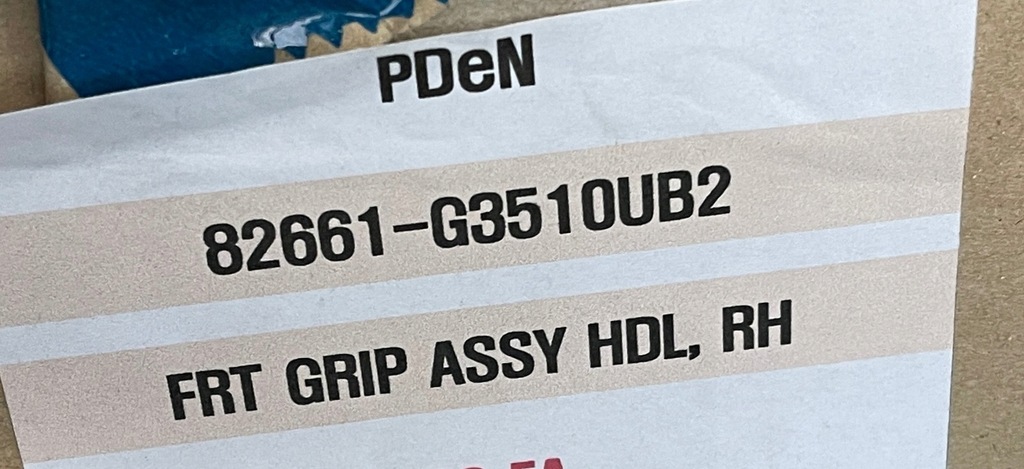 PDeN
82661-G3510UB2
FRT GRIP ASSY HDL, RH